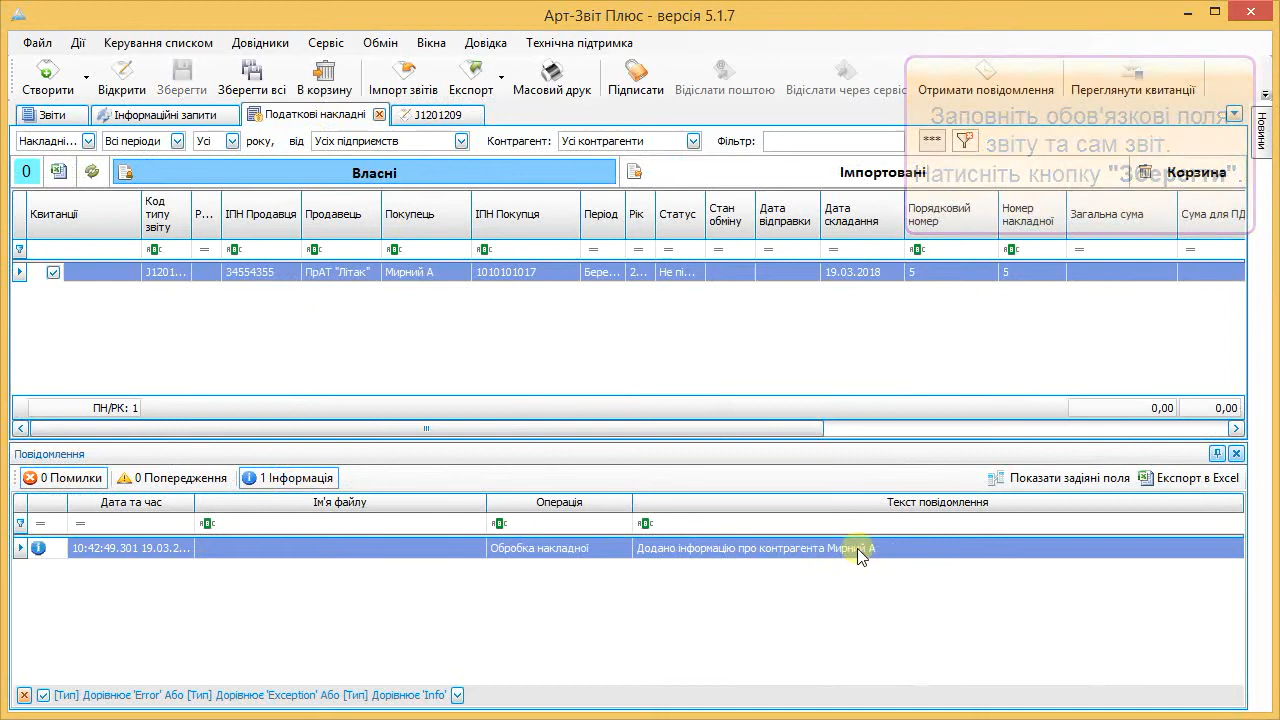 Арт-Звіт Плюс - версія 5.1.7
Файл Дії Керування списком Довідники Сервіс Обмін Вікна Довідка Технічна підтримка
Створити Відкрити Зберегти Зберегти всі В корзину Імпорт звітів Експорт Масовий друк Підписати Відіслати поштою Відіслати через сервіс Отримати повідомлення Переглянути квитанції
Заповніть обов'язкові поля
звіту та сам звіт.
Натисніть кнопку "Зберегти".
Звіти Інформаційні запити Податкові накладні J1201209
Новини
Накладні... Всі періоди Усі року, від Усіх підприємств Контрагент: Усі контрагенти Фільтр: ***
0 Власні Імпортовані Корзина
Квитанції Код типу звіту Р... ІПН Продавця Продавець Покупець ІПН Покупця Період Рік Статус Стан обміну Дата відправки Дата складання Порядковий номер Номер накладної Загальна сума Сума для ПД
J1201... 34554355 ПрАТ "Літак" Мирний А 1010101017 Бере... 2... Не пі... 19.03.2018 5 5
ПН/РК: 1 0,00 0,00
Повідомлення
0 Помилки 0 Попередження 1 Інформація Показати задіяні поля Експорт в Excel
Дата та час Ім'я файлу Операція Текст повідомлення
10:42:49.301 19.03.2... Обробка накладної Додано інформацію про контрагента Мирний А
[Тип] Дорівнює 'Error' Або [Тип] Дорівнює 'Exception' Або [Тип] Дорівнює 'Info'